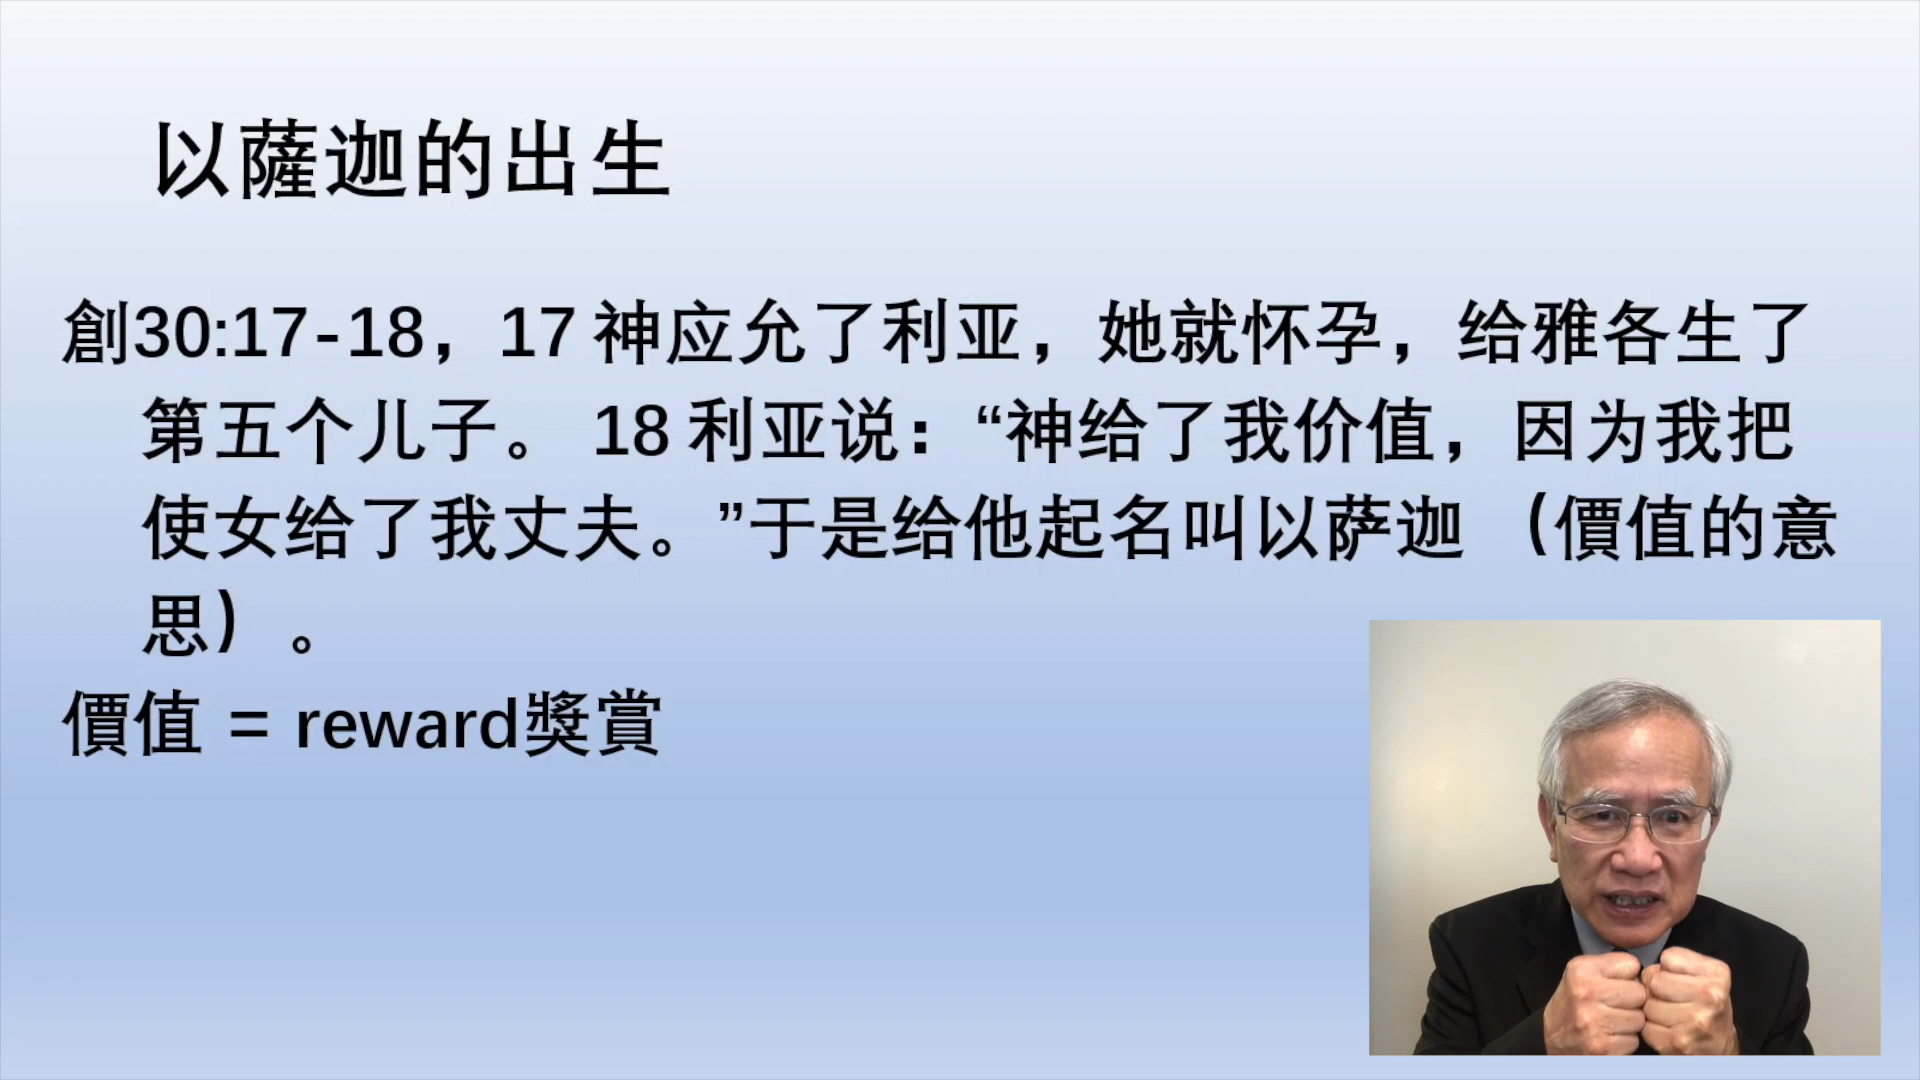 以薩迦的出生
創30:17-18，17 神应允了利亚，她就怀孕，给雅各生了
第五个儿子。 18 利亚说：“神给了我价值，因为我把
使女给了我丈夫。”于是给他起名叫以萨迦 （價值的意
思）。
價值 = reward獎賞